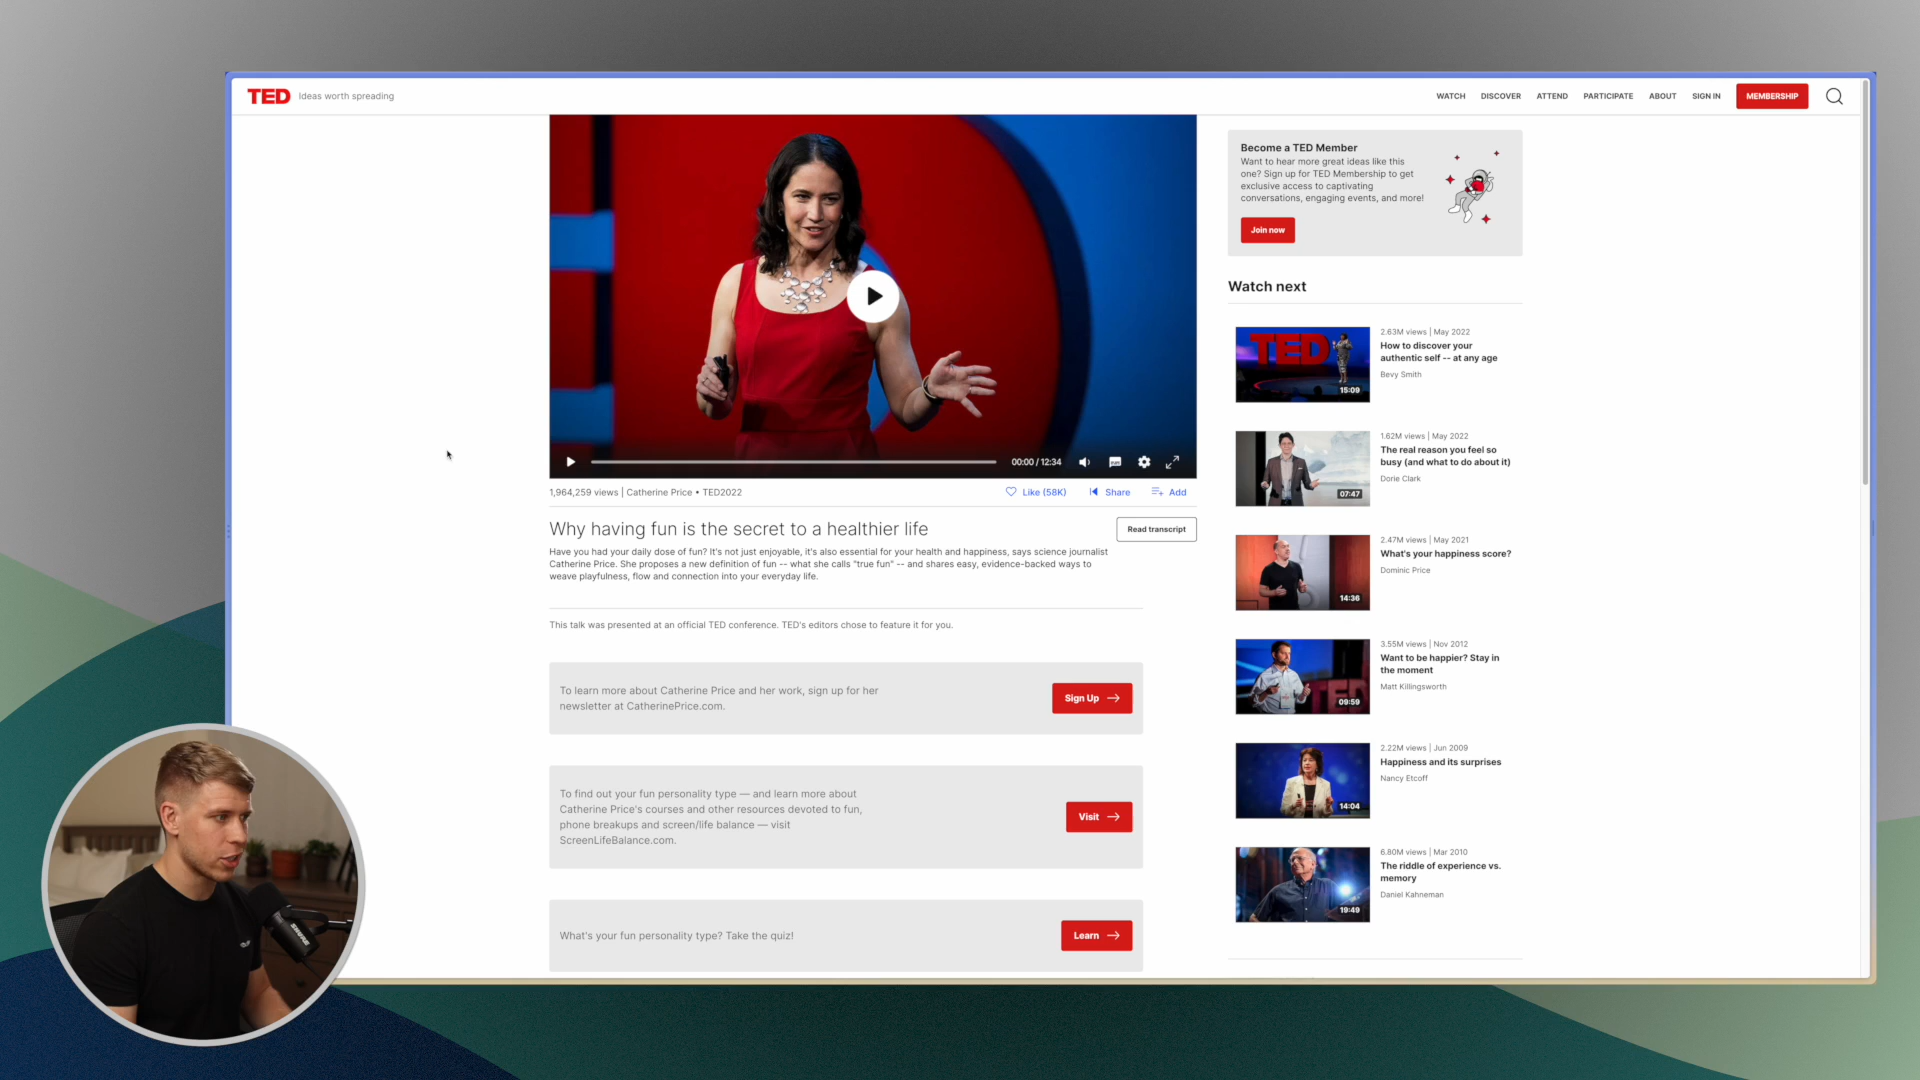 TED Ideas worth spreading
WATCH DISCOVER ATTEND PARTICIPATE ABOUT SIGN IN MEMBERSHIP
00:00 / 12:34
1,964,259 views | Catherine Price • TED2022
Like (58K) Share Add
Why having fun is the secret to a healthier life
Read transcript
Have you had your daily dose of fun? It's not just enjoyable, it's also essential for your health and happiness, says science journalist
Catherine Price. She proposes a new definition of fun -- what she calls "true fun" -- and shares easy, evidence-backed ways to
weave playfulness, flow and connection into your everyday life.
This talk was presented at an official TED conference. TED's editors chose to feature it for you.
To learn more about Catherine Price and her work, sign up for her
newsletter at CatherinePrice.com.
Sign Up
To find out your fun personality type — and learn more about
Catherine Price's courses and other resources devoted to fun,
phone breakups and screen/life balance — visit
ScreenLifeBalance.com.
Visit
What's your fun personality type? Take the quiz!
Learn
Become a TED Member
Want to hear more great ideas like this
one? Sign up for TED Membership to get
exclusive access to captivating
conversations, engaging events, and more!
Join now
Watch next
TED
15:09
2.63M views | May 2022
How to discover your
authentic self -- at any age
Bevy Smith
07:47
1.62M views | May 2022
The real reason you feel so
busy (and what to do about it)
Dorie Clark
14:36
2.47M views | May 2021
What's your happiness score?
Dominic Price
TED
09:59
3.55M views | Nov 2012
Want to be happier? Stay in
the moment
Matt Killingsworth
14:04
2.22M views | Jun 2009
Happiness and its surprises
Nancy Etcoff
19:49
6.80M views | Mar 2010
The riddle of experience vs.
memory
Daniel Kahneman
SHURE